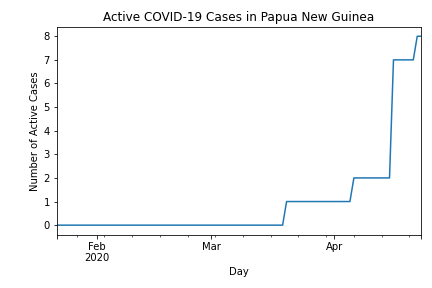 Active COVID-19 Cases in Papua New Guinea
8
7
6
5
4
3
2
1
0
Number of Active Cases
Feb
2020
Mar
Apr
Day